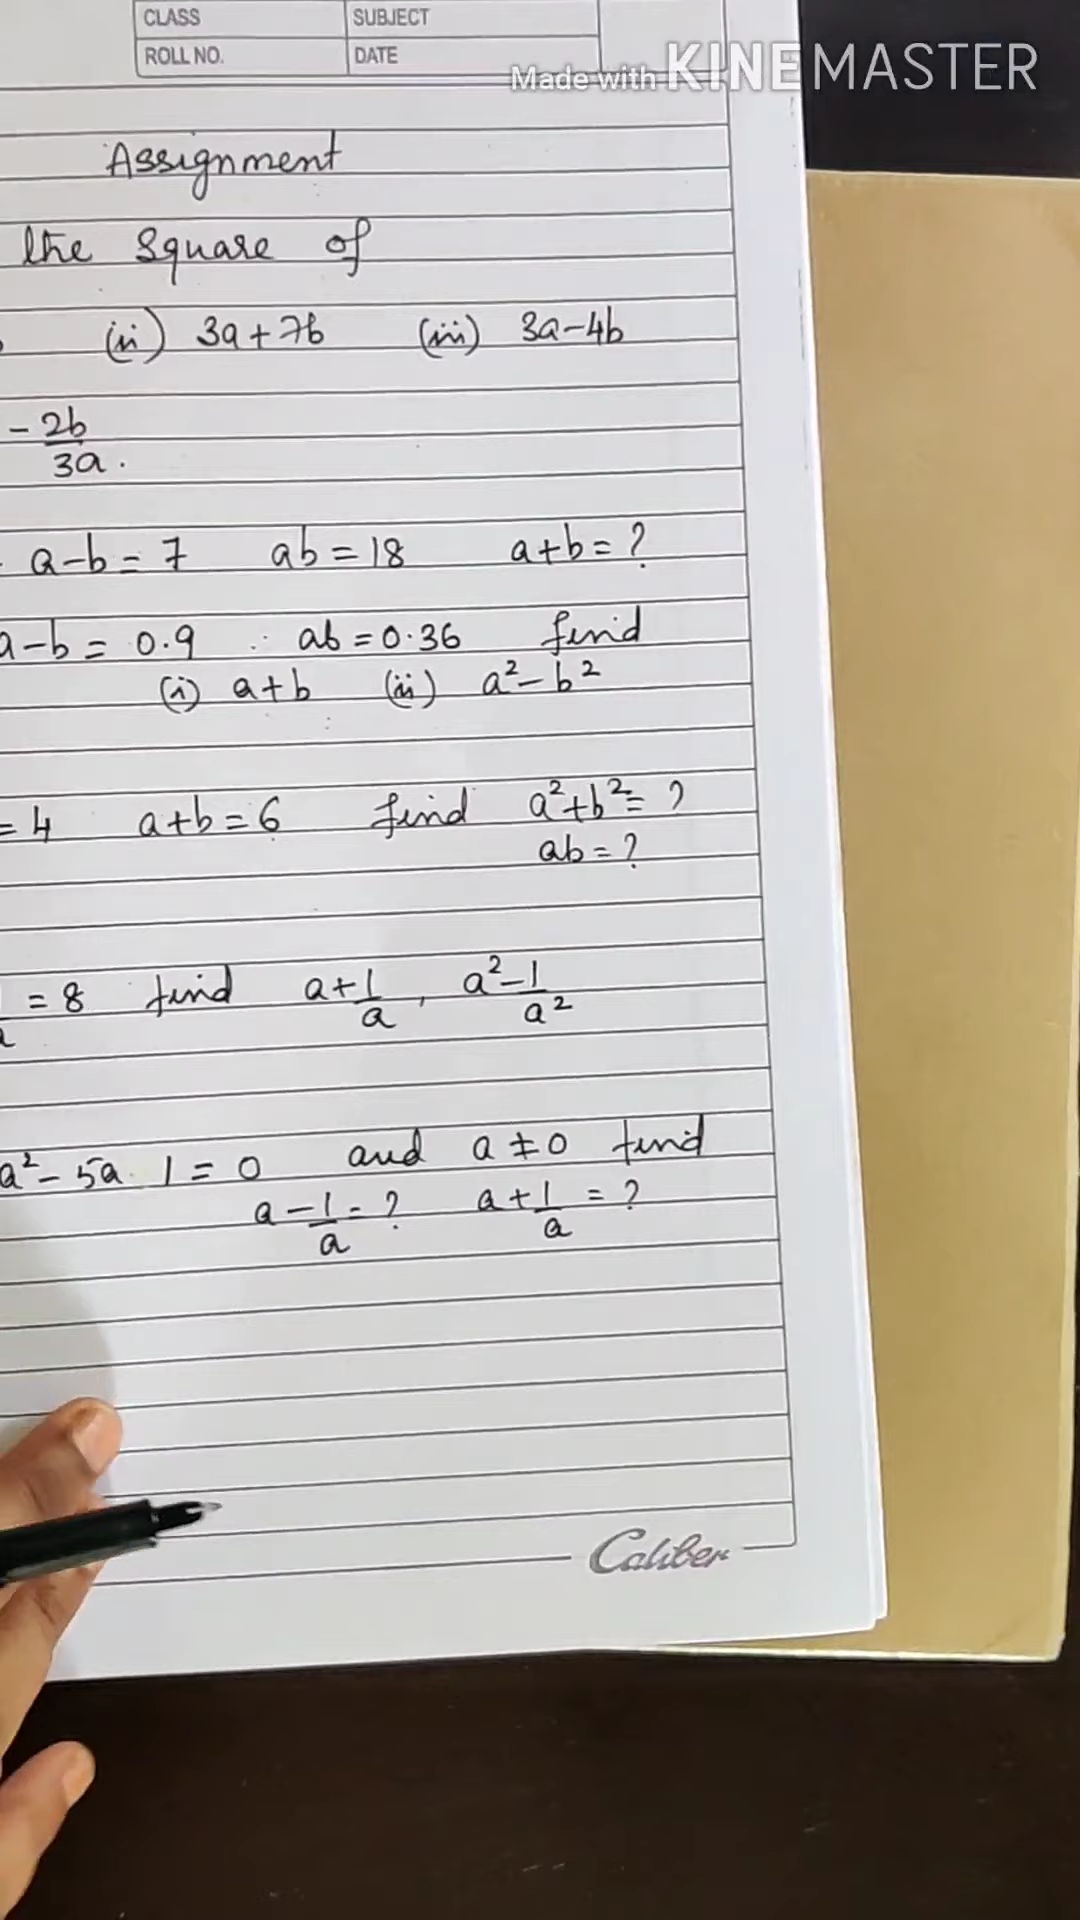 CLASS SUBJECT
ROLL NO. DATE
Made with KINEMASTER
Assignment
the square of
(ii) 3a+7b (iii) 3a-4b
- 2b/3a.
a-b = 7 ab = 18 a+b = ?
a-b = 0.9 ab = 0.36 find
(i) a+b (ii) a²-b²
= 4 a+b = 6 find a²+b² = ?
ab = ?
= 8 find a+1/a , a²-1/a²
a²-5a 1 = 0 and a ≠ 0 find
a-1/a = ? a+1/a = ?
Caliber